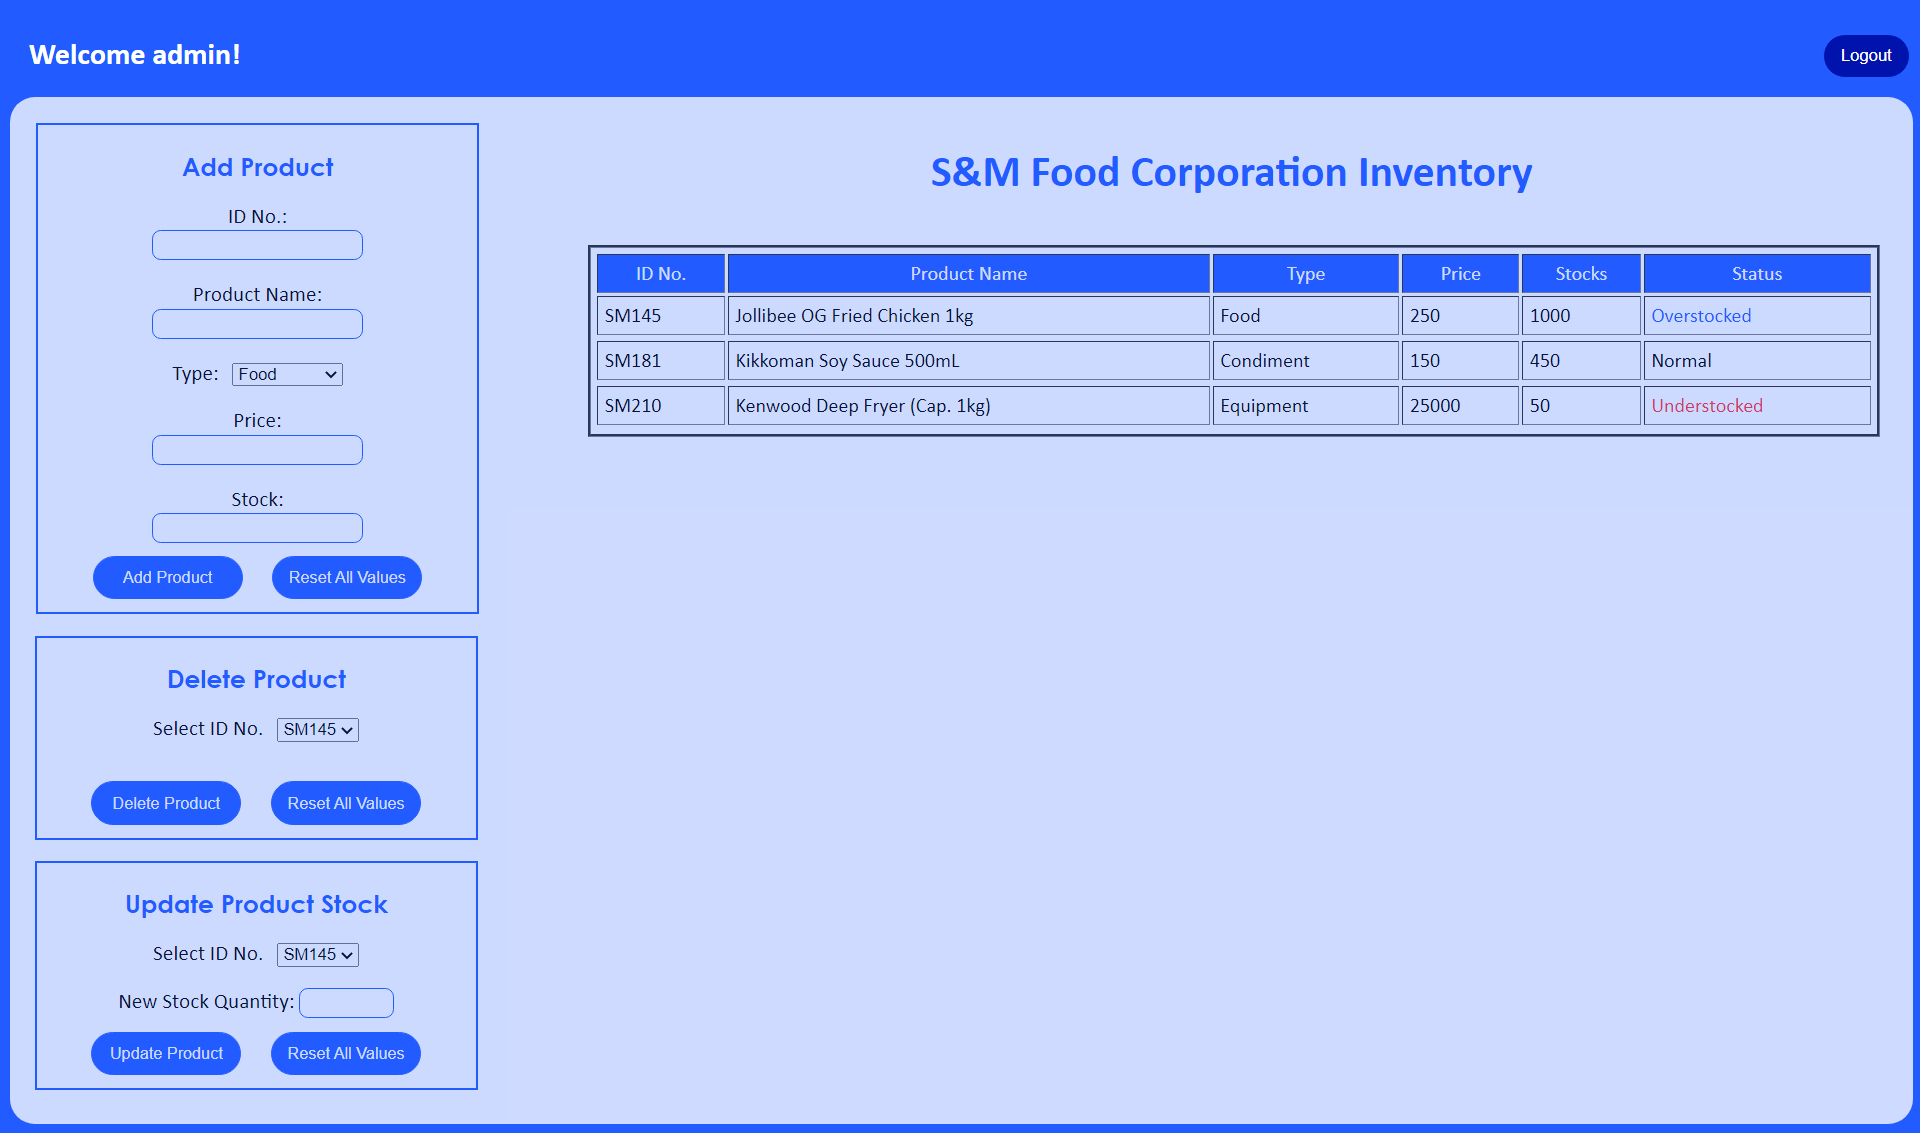 Welcome admin!
Logout
Add Product
ID No.:
Product Name:
Type: Food
Price:
Stock:
Add Product Reset All Values
Delete Product
Select ID No. SM145
Delete Product Reset All Values
Update Product Stock
Select ID No. SM145
New Stock Quantity:
Update Product Reset All Values
S&M Food Corporation Inventory
ID No. Product Name Type Price Stocks Status
SM145 Jollibee OG Fried Chicken 1kg Food 250 1000 Overstocked
SM181 Kikkoman Soy Sauce 500mL Condiment 150 450 Normal
SM210 Kenwood Deep Fryer (Cap. 1kg) Equipment 25000 50 Understocked